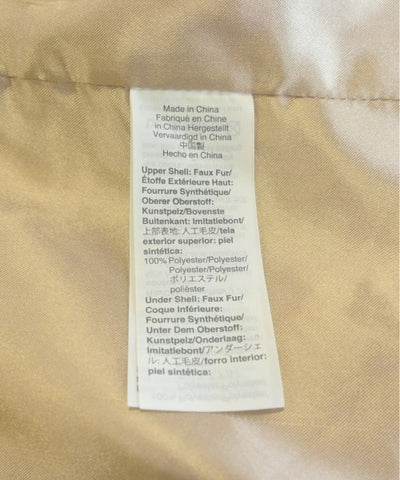 Made in China
Fabriqué en Chine
in China Hergestellt
Vervaardigd in China
中国製
Hecho en China
Upper Shell: Faux Fur/
Étoffe Extérieure Haut:
Fourrure Synthétique/
Oberer Oberstoff:
Kunstpelz/Bovenste
Buitenkant: Imitatiebont/
上部表地: 人工毛皮/tela
exterior superior: piel
sintética:
100% Polyester/Polyester/
Polyester/Polyester/
ポリエステル/
poliéster
Under Shell: Faux Fur/
Coque Inférieure:
Fourrure Synthétique/
Unter Dem Oberstoff:
Kunstpelz/Onderlaag:
Imitatiebont/アンダーシェ
ル: 人工毛皮/forro interior:
piel sintética: